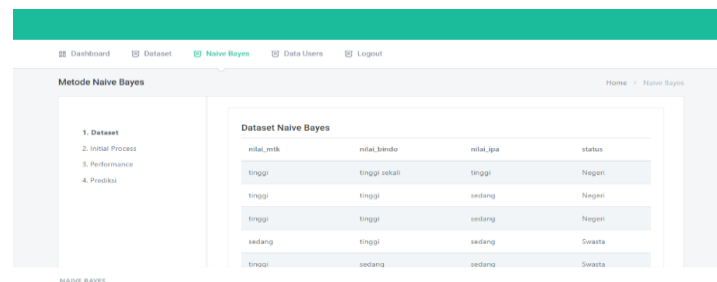 Dashboard Dataset Naive Bayes Data Users Logout
Metode Naive Bayes Home > Naive Bayes
1. Dataset
2. Initial Process
3. Performance
4. Prediksi
Dataset Naive Bayes
nilai_mtk nilai_bindo nilai_ipa status
tinggi tinggi sekali tinggi Negeri
tinggi tinggi sedang Negeri
tinggi tinggi sedang Negeri
sedang tinggi sedang Swasta
tinggi sedang sedang Swasta
NAIVE BAYES